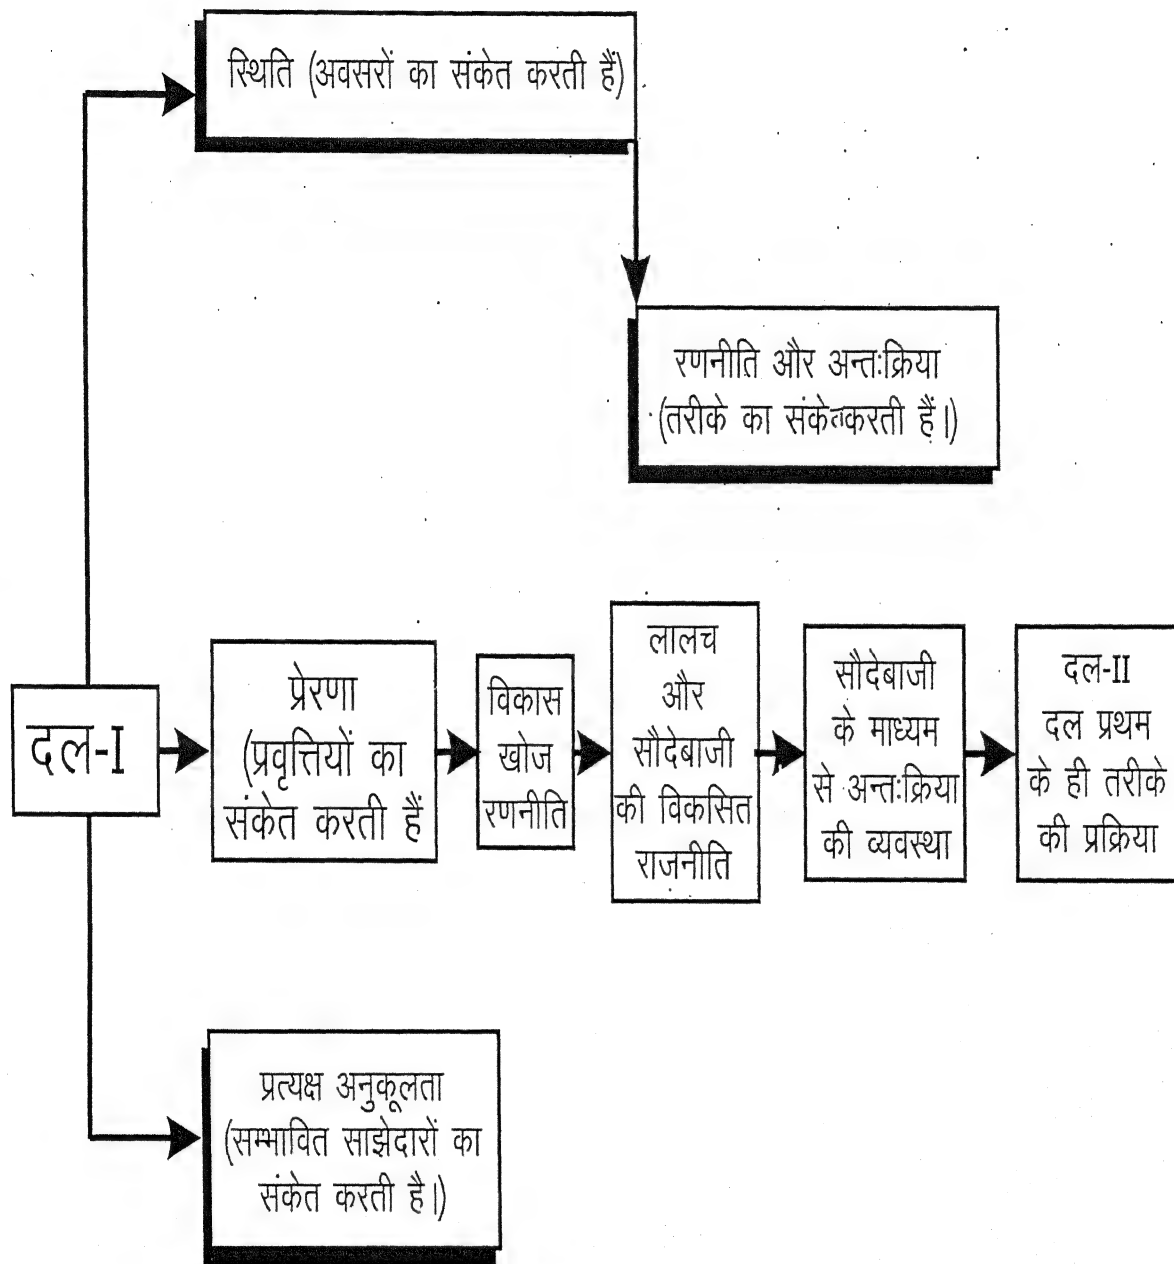 स्थिति (अवसरों का संकेत करती हैं)
रणनीति और अन्तःक्रिया
(तरीके का संकेतकरती हैं।)
दल-I
प्रेरणा
(प्रवृत्तियों का
संकेत करती हैं
विकास
खोज
रणनीति
लालच
और
सौदेबाजी
की विकसित
राजनीति
सौदेबाजी
के माध्यम
से अन्तःक्रिया
की व्यवस्था
दल-II
दल प्रथम
के ही तरीके
की प्रक्रिया
प्रत्यक्ष अनुकूलता
(सम्भावित साझेदारों का
संकेत करती है।)